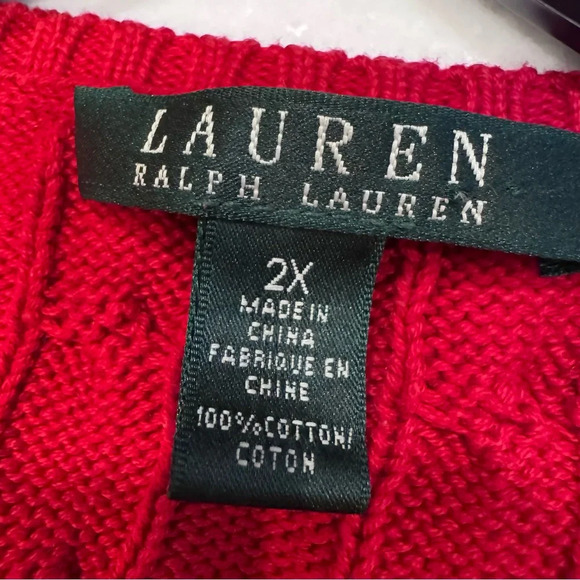 LAUREN
RALPH LAUREN
2X
MADE IN
CHINA
FABRIQUE EN
CHINE
100%COTTON/
COTON